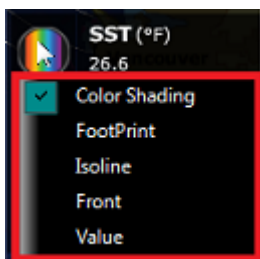 SST (°F)
26.6
Color Shading
FootPrint
Isoline
Front
Value